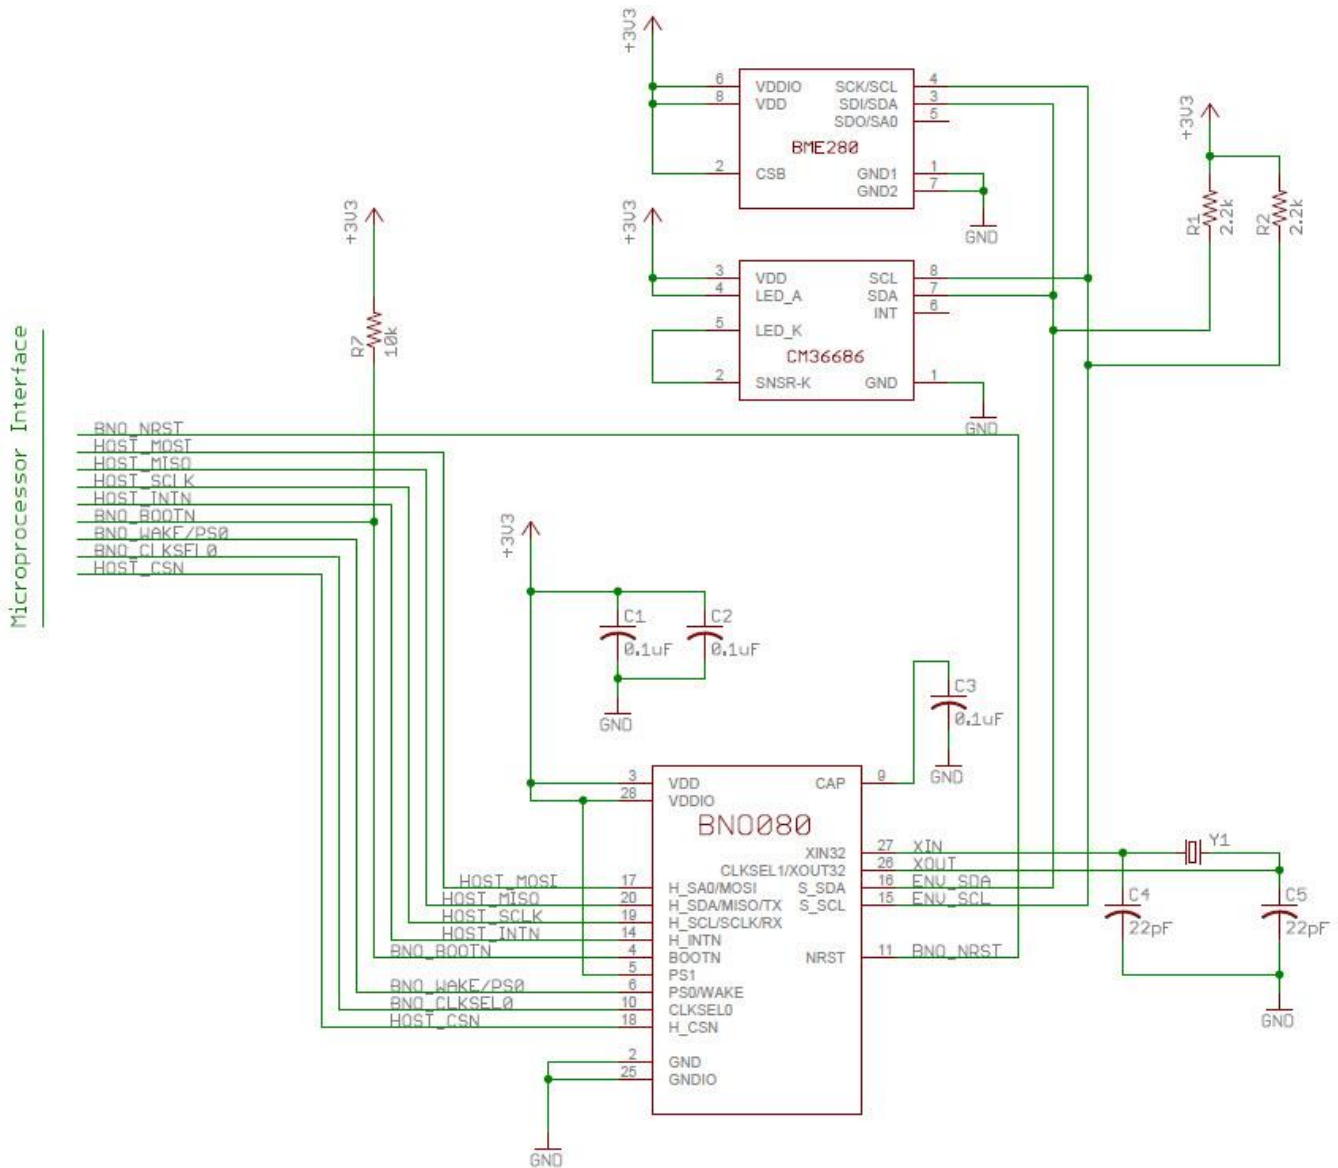 +3V3
6 VDDIO SCK/SCL 4
8 VDD SDI/SDA 3
SDO/SA0 5
BME280
2 CSB GND1 1
GND2 7
GND
+3V3
R1 2.2k
R2 2.2k
+3V3
3 VDD SCL 8
4 LED_A SDA 7
INT 6
5 LED_K
CM36686
2 SNSR-K GND 1
GND
+3V3
R7 10k
Microprocessor Interface
BNO_NRST
HOST_MOSI
HOST_MISO
HOST_SCLK
HOST_INTN
BNO_BOOTN
BNO_WAKE/PS0
BNO_CLKSEL0
HOST_CSN
+3V3
C1 0.1uF
C2 0.1uF
GND
C3
0.1uF
GND
3 VDD CAP 9
28 VDDIO
BNO080
XIN32 27 XIN
CLKSEL1/XOUT32 26 XOUT
HOST_MOSI 17 H_SA0/MOSI S_SDA 16 ENV_SDA
HOST_MISO 20 H_SDA/MISO/TX S_SCL 15 ENV_SCL
HOST_SCLK 19 H_SCL/SCLK/RX
HOST_INTN 14 H_INTN
BNO_BOOTN 4 BOOTN NRST 11 BNO_NRST
5 PS1
BNO_WAKE/PS0 6 PS0/WAKE
BNO_CLKSEL0 10 CLKSEL0
HOST_CSN 18 H_CSN
2 GND
25 GNDIO
GND
Y1
C4
22pF
C5
22pF
GND